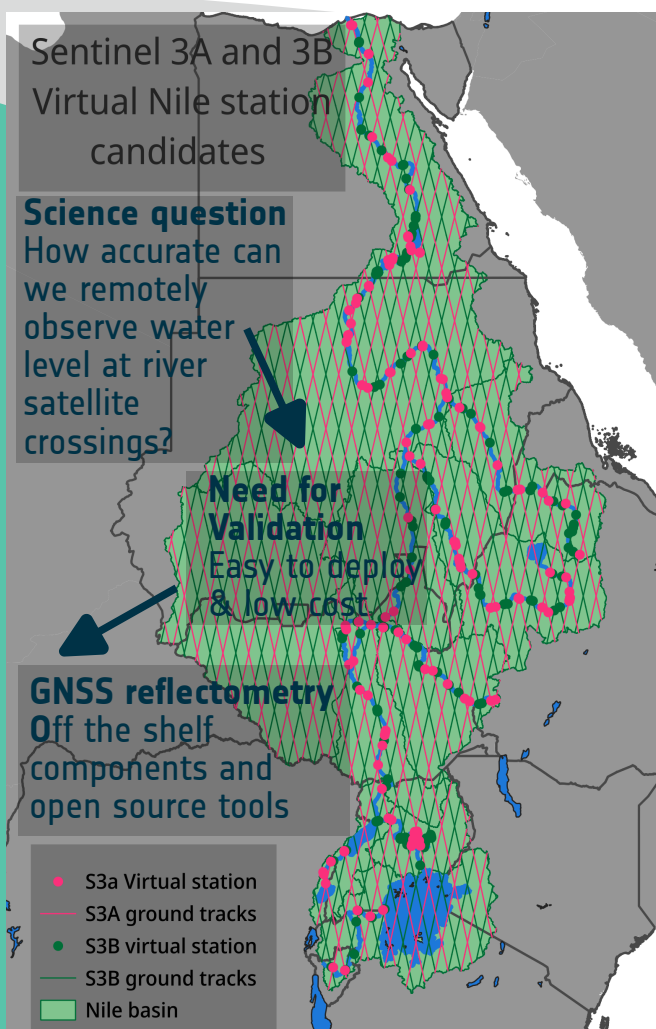 Sentinel 3A and 3B
Virtual Nile station
candidates
Science question
How accurate can
we remotely
observe water
level at river
satellite
crossings?
Need for
Validation
Easy to deploy
& low cost
GNSS reflectometry
Off the shelf
components and
open source tools
S3a Virtual station
S3A ground tracks
S3B virtual station
S3B ground tracks
Nile basin